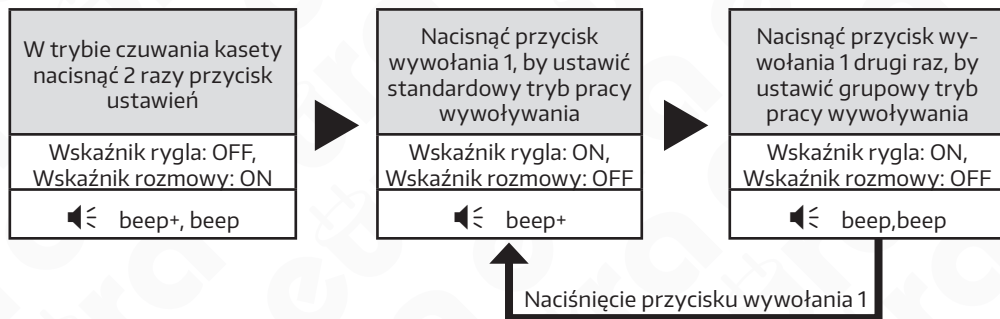 W trybie czuwania kasety
nacisnąć 2 razy przycisk
ustawień
Wskaźnik rygla: OFF,
Wskaźnik rozmowy: ON
beep+, beep
Nacisnąć przycisk
wywołania 1, by ustawić
standardowy tryb pracy
wywoływania
Wskaźnik rygla: ON,
Wskaźnik rozmowy: OFF
beep+
Nacisnąć przycisk wy-
wołania 1 drugi raz, by
ustawić grupowy tryb
pracy wywoływania
Wskaźnik rygla: ON,
Wskaźnik rozmowy: OFF
beep,beep
Naciśnięcie przycisku wywołania 1